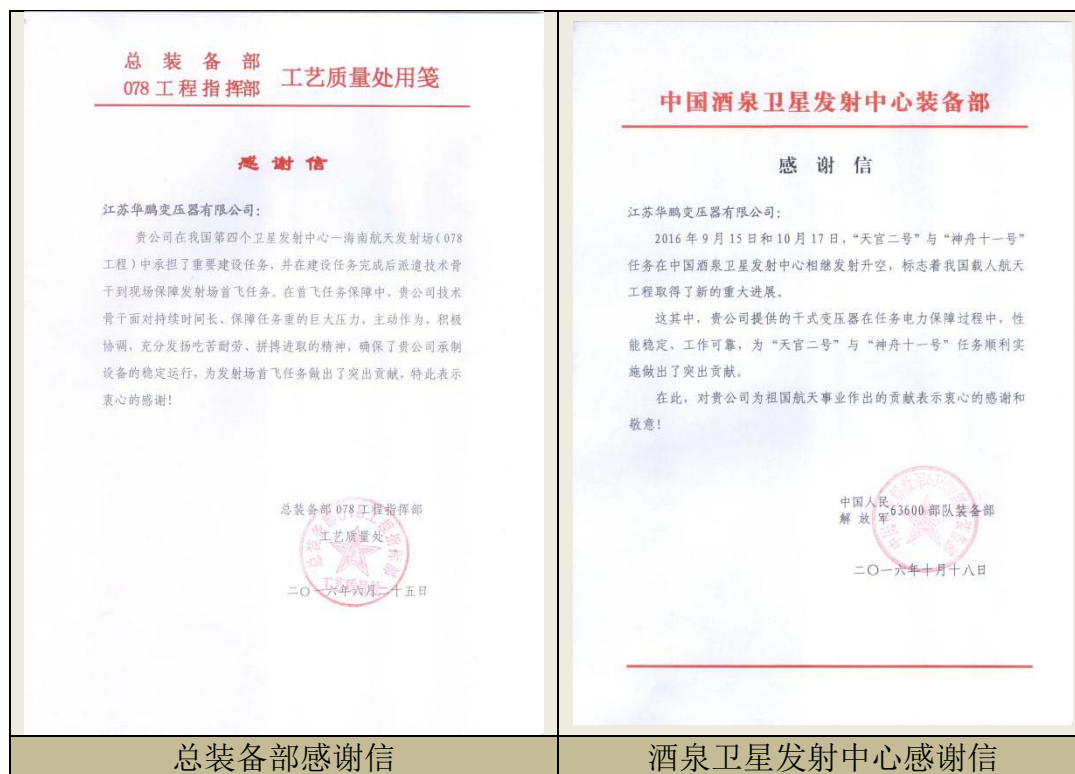 总装备部
078工程指挥部
工艺质量处用笺
感谢信
江苏华鹏变压器有限公司：
贵公司在我国第四个卫星发射中心—海南航天发射场（078
工程）中承担了重要建设任务，并在建设任务完成后派遣技术骨
干到现场保障发射场首飞任务。在首飞任务保障中，贵公司技术
骨干面对持续时间长、保障任务重的巨大压力，主动作为，积极
协调，充分发扬吃苦耐劳、拼搏进取的精神，确保了贵公司承制
设备的稳定运行，为发射场首飞任务做出了突出贡献，特此表示
衷心的感谢！
总装备部078工程指挥部
工艺质量处
二〇一六年六月二十五日
总装备部感谢信
中国酒泉卫星发射中心装备部
感谢信
江苏华鹏变压器有限公司：
2016年9月15日和10月17日，“天宫二号”与“神舟十一号”
任务在中国酒泉卫星发射中心相继发射升空，标志着我国载人航天
工程取得了新的重大进展。
这其中，贵公司提供的干式变压器在任务电力保障过程中，性
能稳定、工作可靠，为“天宫二号”与“神舟十一号”任务顺利实
施做出了突出贡献。
在此，对贵公司为祖国航天事业作出的贡献表示衷心的感谢和
敬意！
中国人民
解放军63600部队装备部
二〇一六年十月十八日
酒泉卫星发射中心感谢信